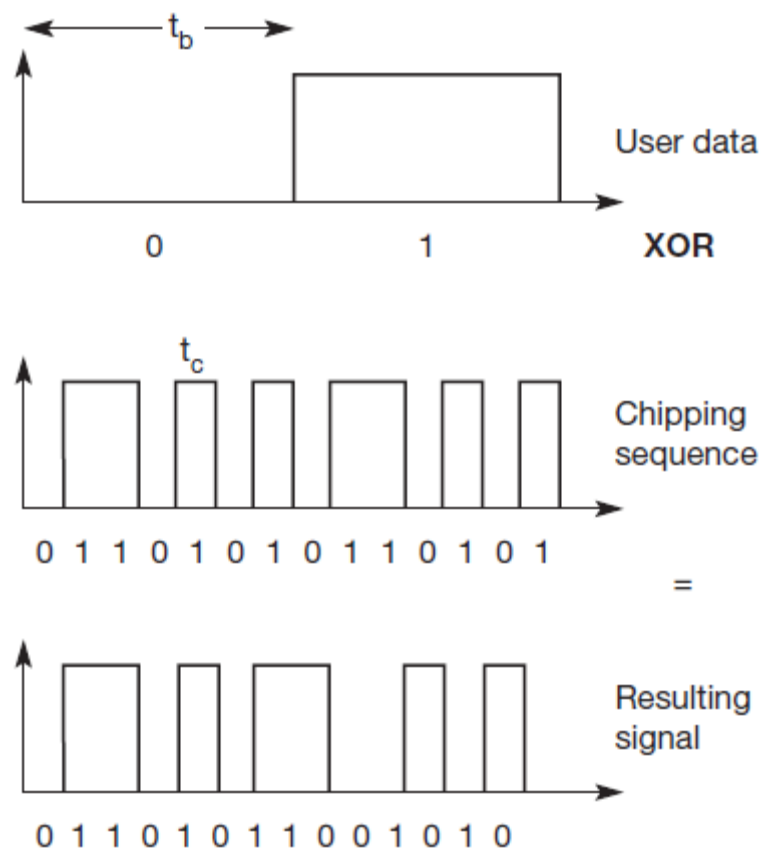 t_b
User data
0 1 XOR
t_c
Chipping
sequence
0 1 1 0 1 0 1 0 1 1 0 1 0 1
=
Resulting
signal
0 1 1 0 1 0 1 1 0 0 1 0 1 0